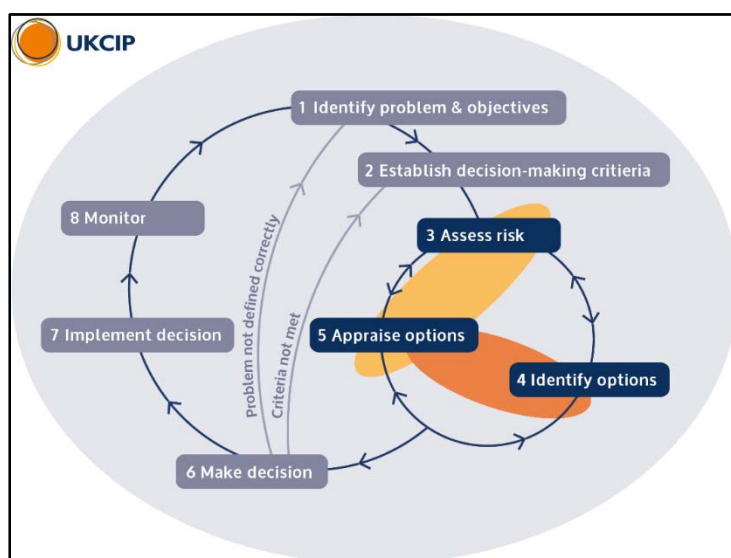 UKCIP
1 Identify problem & objectives
2 Establish decision-making critieria
3 Assess risk
4 Identify options
5 Appraise options
6 Make decision
7 Implement decision
8 Monitor
Problem not defined correctly
Criteria not met